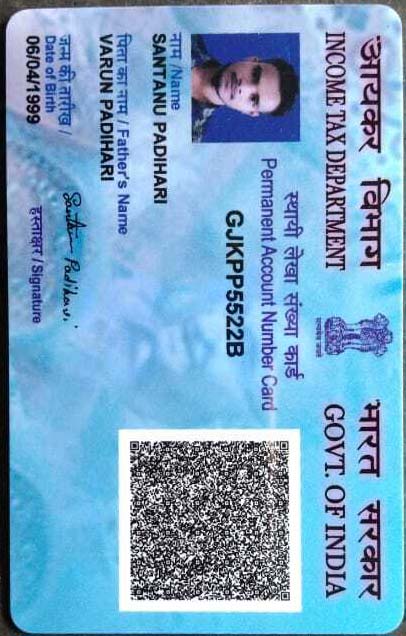 आयकर विभाग
INCOME TAX DEPARTMENT
भारत सरकार
GOVT. OF INDIA
सत्यमेव जयते
स्थायी लेखा संख्या कार्ड
Permanent Account Number Card
GJKPP5522B
नाम /Name
SANTANU PADIHARI
पिता का नाम / Father's Name
VARUN PADIHARI
जन्म की तारीख /
Date of Birth
06/04/1999
Santanu Padihari
हस्ताक्षर / Signature